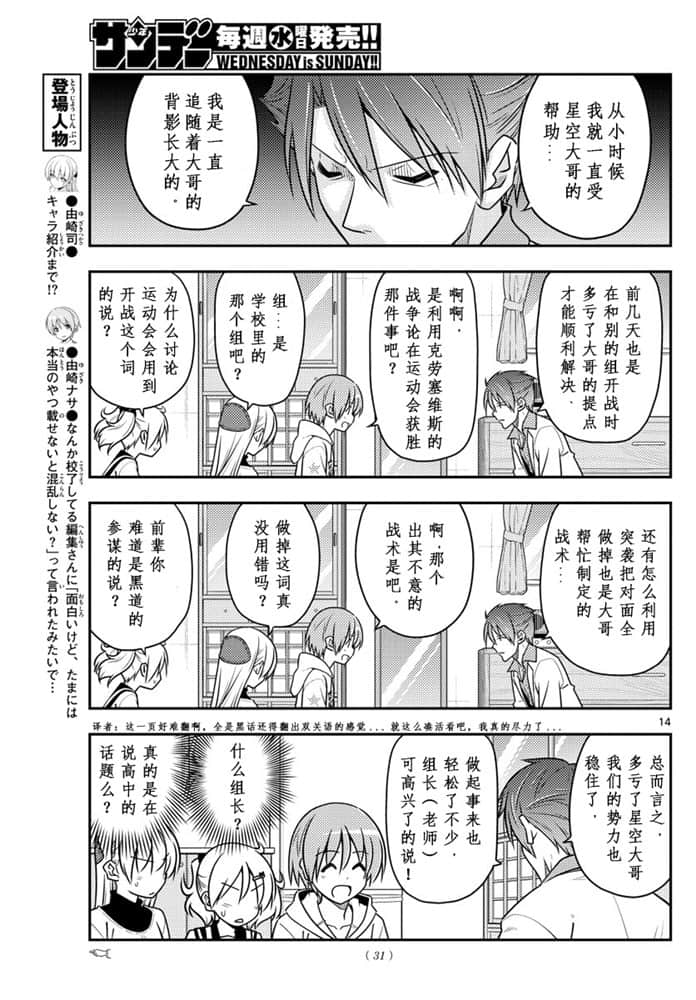 少年
サンデー
毎週水曜日発売!!
WEDNESDAY is SUNDAY!!
とうじょうじんぶつ
登場人物
●由崎司●
キャラ紹介まで!?
●由崎ナサ●なんか校了してる編集さんに「面白いけど、たまには
本当のやつ載せないと混乱しない?」って言われたみたいで…
从小时候
我就一直受
星空大哥的
帮助...
我是一直
追随着大哥的
背影长大的.
前几天也是
在和别的组开战时
多亏了大哥的提点
才能顺利解决.
啊啊.
是利用克劳塞维斯的
战争论在运动会获胜
那件事吧?
组...是
学校里的
那个组吧?
为什么讨论
运动会会用到
开战这个词
的说?
还有怎么利用
突袭把对面全
做掉也是大哥
帮忙制定的
战术...
啊.那个
出其不意的
战术是吧.
做掉这词真
没用错吗?
前辈你
难道是黑道的
参谋的说?
14
译者：这一页好难翻啊，全是黑话还得翻出双关语的感觉...就这么凑活看吧，我真的尽力了...
总而言之.
多亏了星空大哥
我们的势力也
稳住了.
做起事来也
轻松了不少.
组长(老师)
可高兴了的说!
什么组长?
真的是在
说高中的
话题么?
(31)